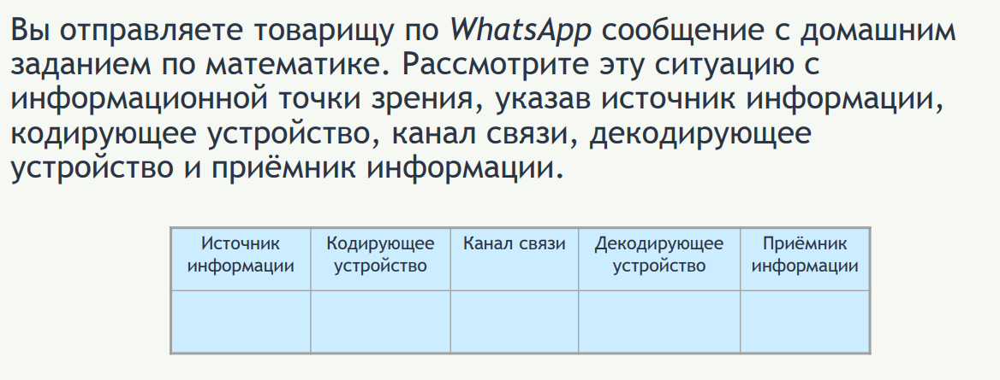 Вы отправляете товарищу по WhatsApp сообщение с домашним
заданием по математике. Рассмотрите эту ситуацию с
информационной точки зрения, указав источник информации,
кодирующее устройство, канал связи, декодирующее
устройство и приёмник информации.
Источник информации
Кодирующее устройство
Канал связи
Декодирующее устройство
Приёмник информации